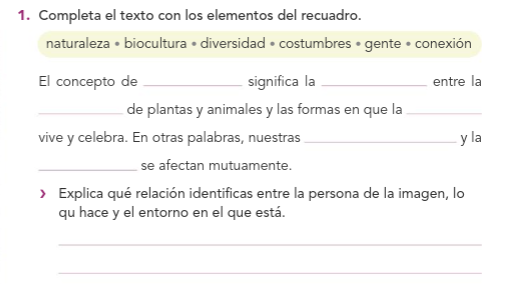 1. Completa el texto con los elementos del recuadro.
naturaleza • biocultura • diversidad • costumbres • gente • conexión
El concepto de ____________ significa la ____________ entre la
____________ de plantas y animales y las formas en que la ____________
vive y celebra. En otras palabras, nuestras ____________ y la
____________ se afectan mutuamente.
› Explica qué relación identificas entre la persona de la imagen, lo
qu hace y el entorno en el que está.